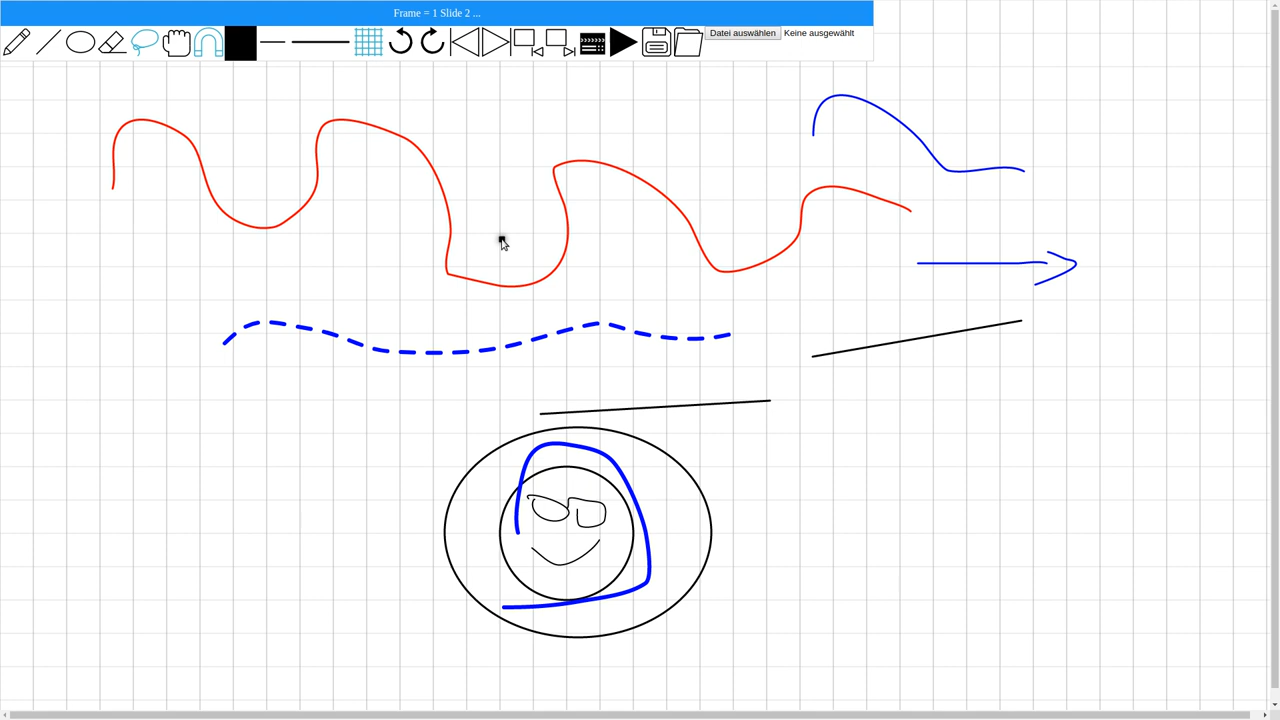 Frame = 1 Slide 2 ...
Datei auswählen Keine ausgewählt